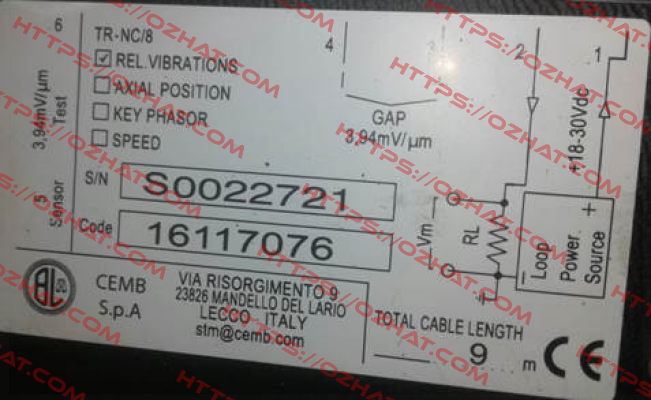 TR-NC/8
REL.VIBRATIONS
AXIAL POSITION
KEY PHASOR
SPEED
S/N S0022721
Code 16117076
6
Test
3,94mV/µm
5
Sensor
4
3
2
1
GAP
3,94mV/µm
+18-30Vdc
Vm
RL
+
−
Loop
Power
Source
CEMB
S.p.A
VIA RISORGIMENTO 9
23826 MANDELLO DEL LARIO
LECCO ITALY
stm@cemb.com
TOTAL CABLE LENGTH
9 m
CE
HTTPS://OZHAT.COM